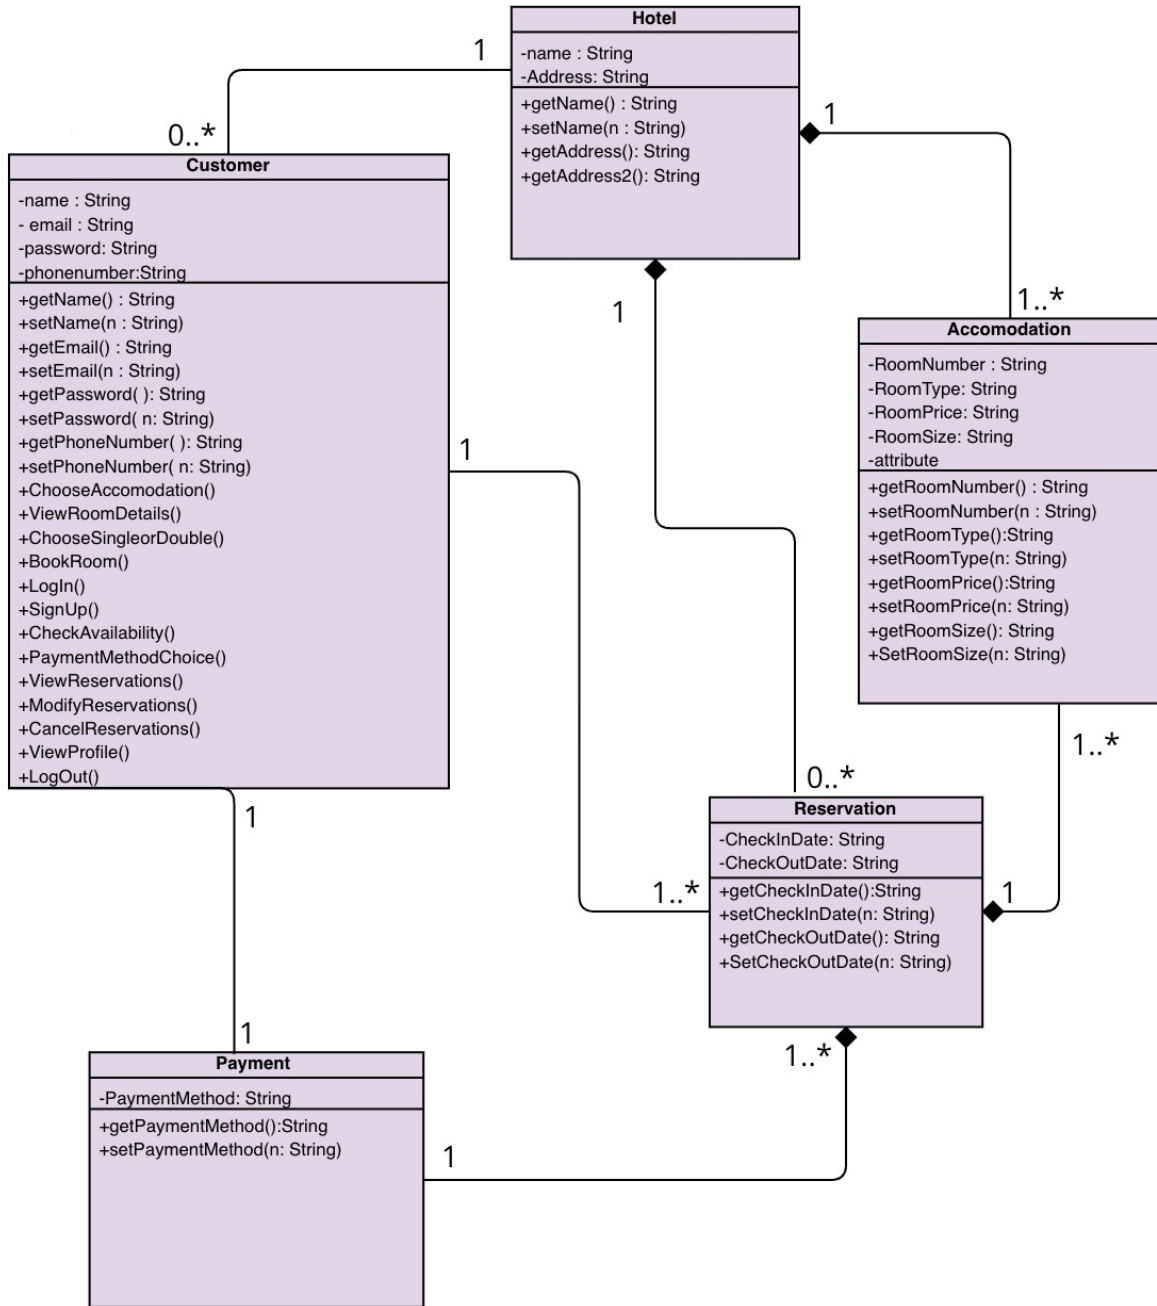 Hotel
-name : String
-Address: String
+getName() : String
+setName(n : String)
+getAddress(): String
+getAddress2(): String
1
0..*
1
1
1..*
Customer
-name : String
- email : String
-password: String
-phonenumber:String
+getName() : String
+setName(n : String)
+getEmail() : String
+setEmail(n : String)
+getPassword( ): String
+setPassword( n: String)
+getPhoneNumber( ): String
+setPhoneNumber( n: String)
+ChooseAccomodation()
+ViewRoomDetails()
+ChooseSingleorDouble()
+BookRoom()
+LogIn()
+SignUp()
+CheckAvailability()
+PaymentMethodChoice()
+ViewReservations()
+ModifyReservations()
+CancelReservations()
+ViewProfile()
+LogOut()
Accomodation
-RoomNumber : String
-RoomType: String
-RoomPrice: String
-RoomSize: String
-attribute
+getRoomNumber() : String
+setRoomNumber(n : String)
+getRoomType():String
+setRoomType(n: String)
+getRoomPrice():String
+setRoomPrice(n: String)
+getRoomSize(): String
+SetRoomSize(n: String)
1
1..*
0..*
1
1..*
1
Reservation
-CheckInDate: String
-CheckOutDate: String
+getCheckInDate():String
+setCheckInDate(n: String)
+getCheckOutDate(): String
+SetCheckOutDate(n: String)
1
1..*
Payment
-PaymentMethod: String
+getPaymentMethod():String
+setPaymentMethod(n: String)
1